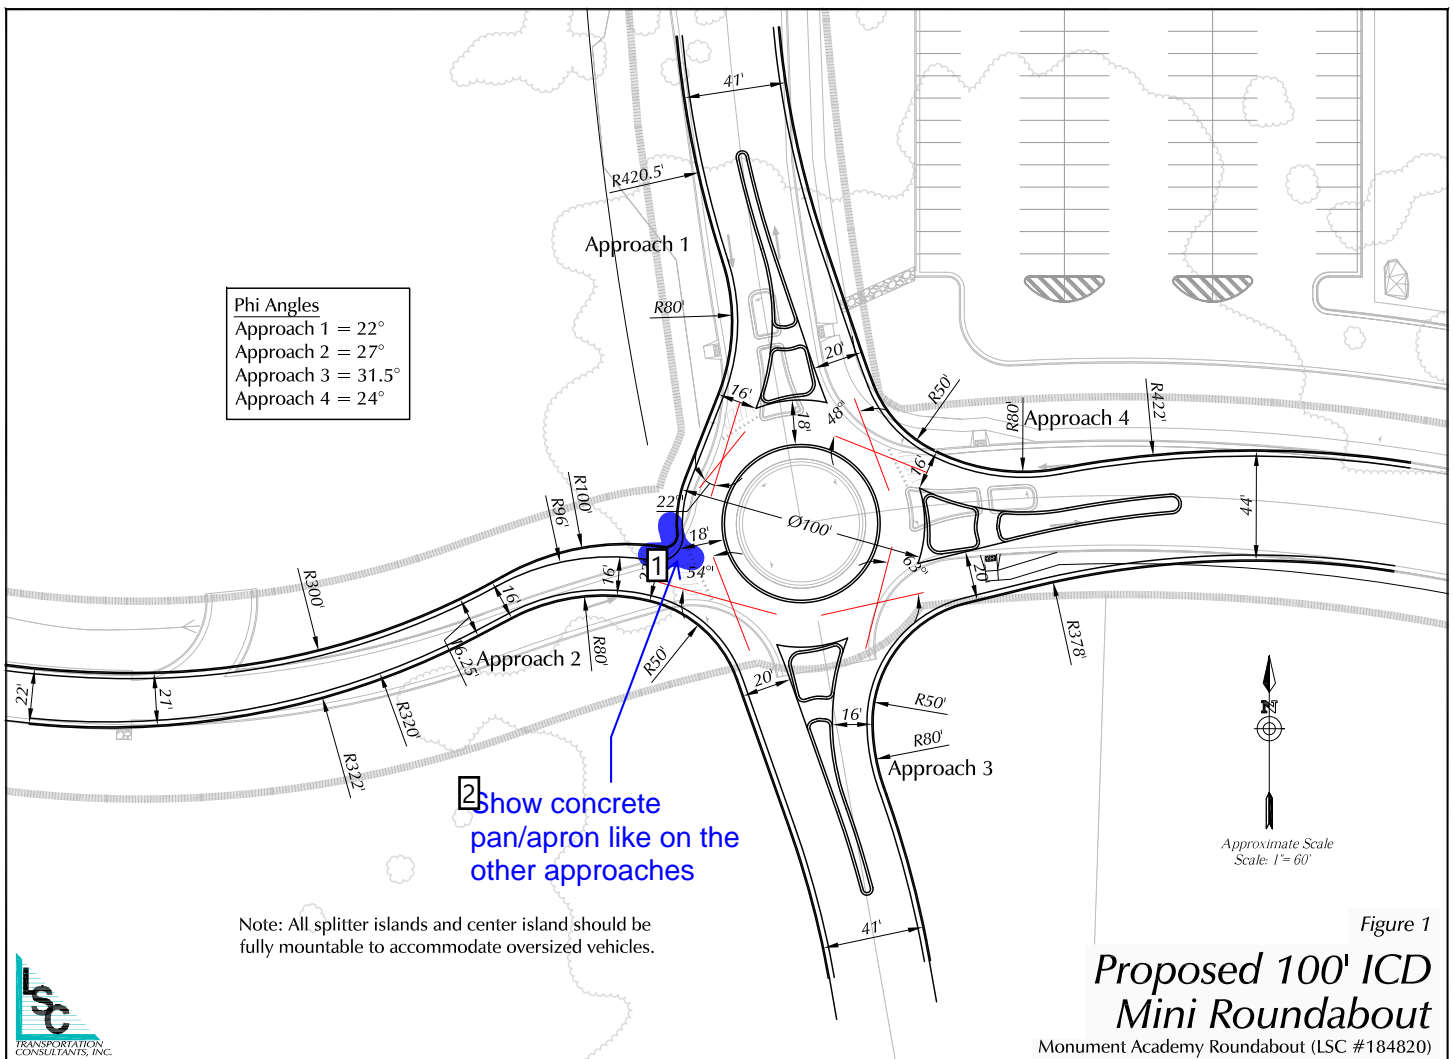 41'
R420.5'
Approach 1
Phi Angles
Approach 1 = 22°
Approach 2 = 27°
Approach 3 = 31.5°
Approach 4 = 24°
R80'
20'
16'
18'
48°
R50'
R80'
Approach 4
R422'
16'
44'
22°
Ø100'
R100'
R96'
18'
1
54°
63°
20'
R300'
16'
16'
16.25'
Approach 2
R80'
R50'
R378'
22'
21'
R320'
R322'
20'
16'
R50'
R80'
Approach 3
2
Show concrete
pan/apron like on the
other approaches
Approximate Scale
Scale: 1"= 60'
Note: All splitter islands and center island should be
fully mountable to accommodate oversized vehicles.
41'
Figure 1
Proposed 100' ICD
Mini Roundabout
Monument Academy Roundabout (LSC #184820)
LSC
TRANSPORTATION
CONSULTANTS, INC.